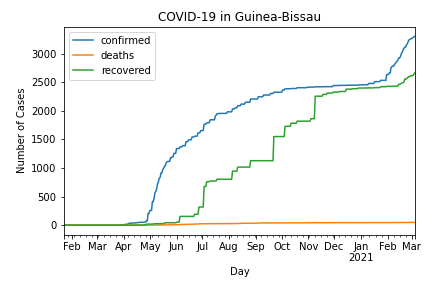 COVID-19 in Guinea-Bissau
confirmed
deaths
recovered
Number of Cases
3000
2500
2000
1500
1000
500
0
Feb Mar Apr May Jun Jul Aug Sep Oct Nov Dec Jan Feb Mar
2021
Day